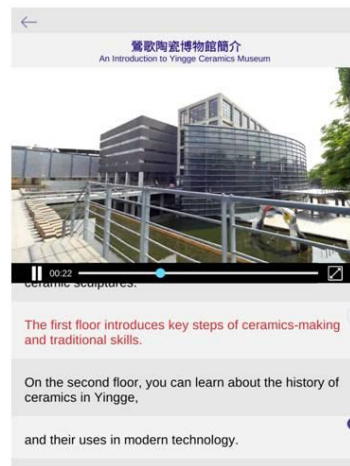 鶯歌陶瓷博物館簡介
An Introduction to Yingge Ceramics Museum
00:22
ceramic sculptures.
The first floor introduces key steps of ceramics-making
and traditional skills.
On the second floor, you can learn about the history of
ceramics in Yingge,
and their uses in modern technology.